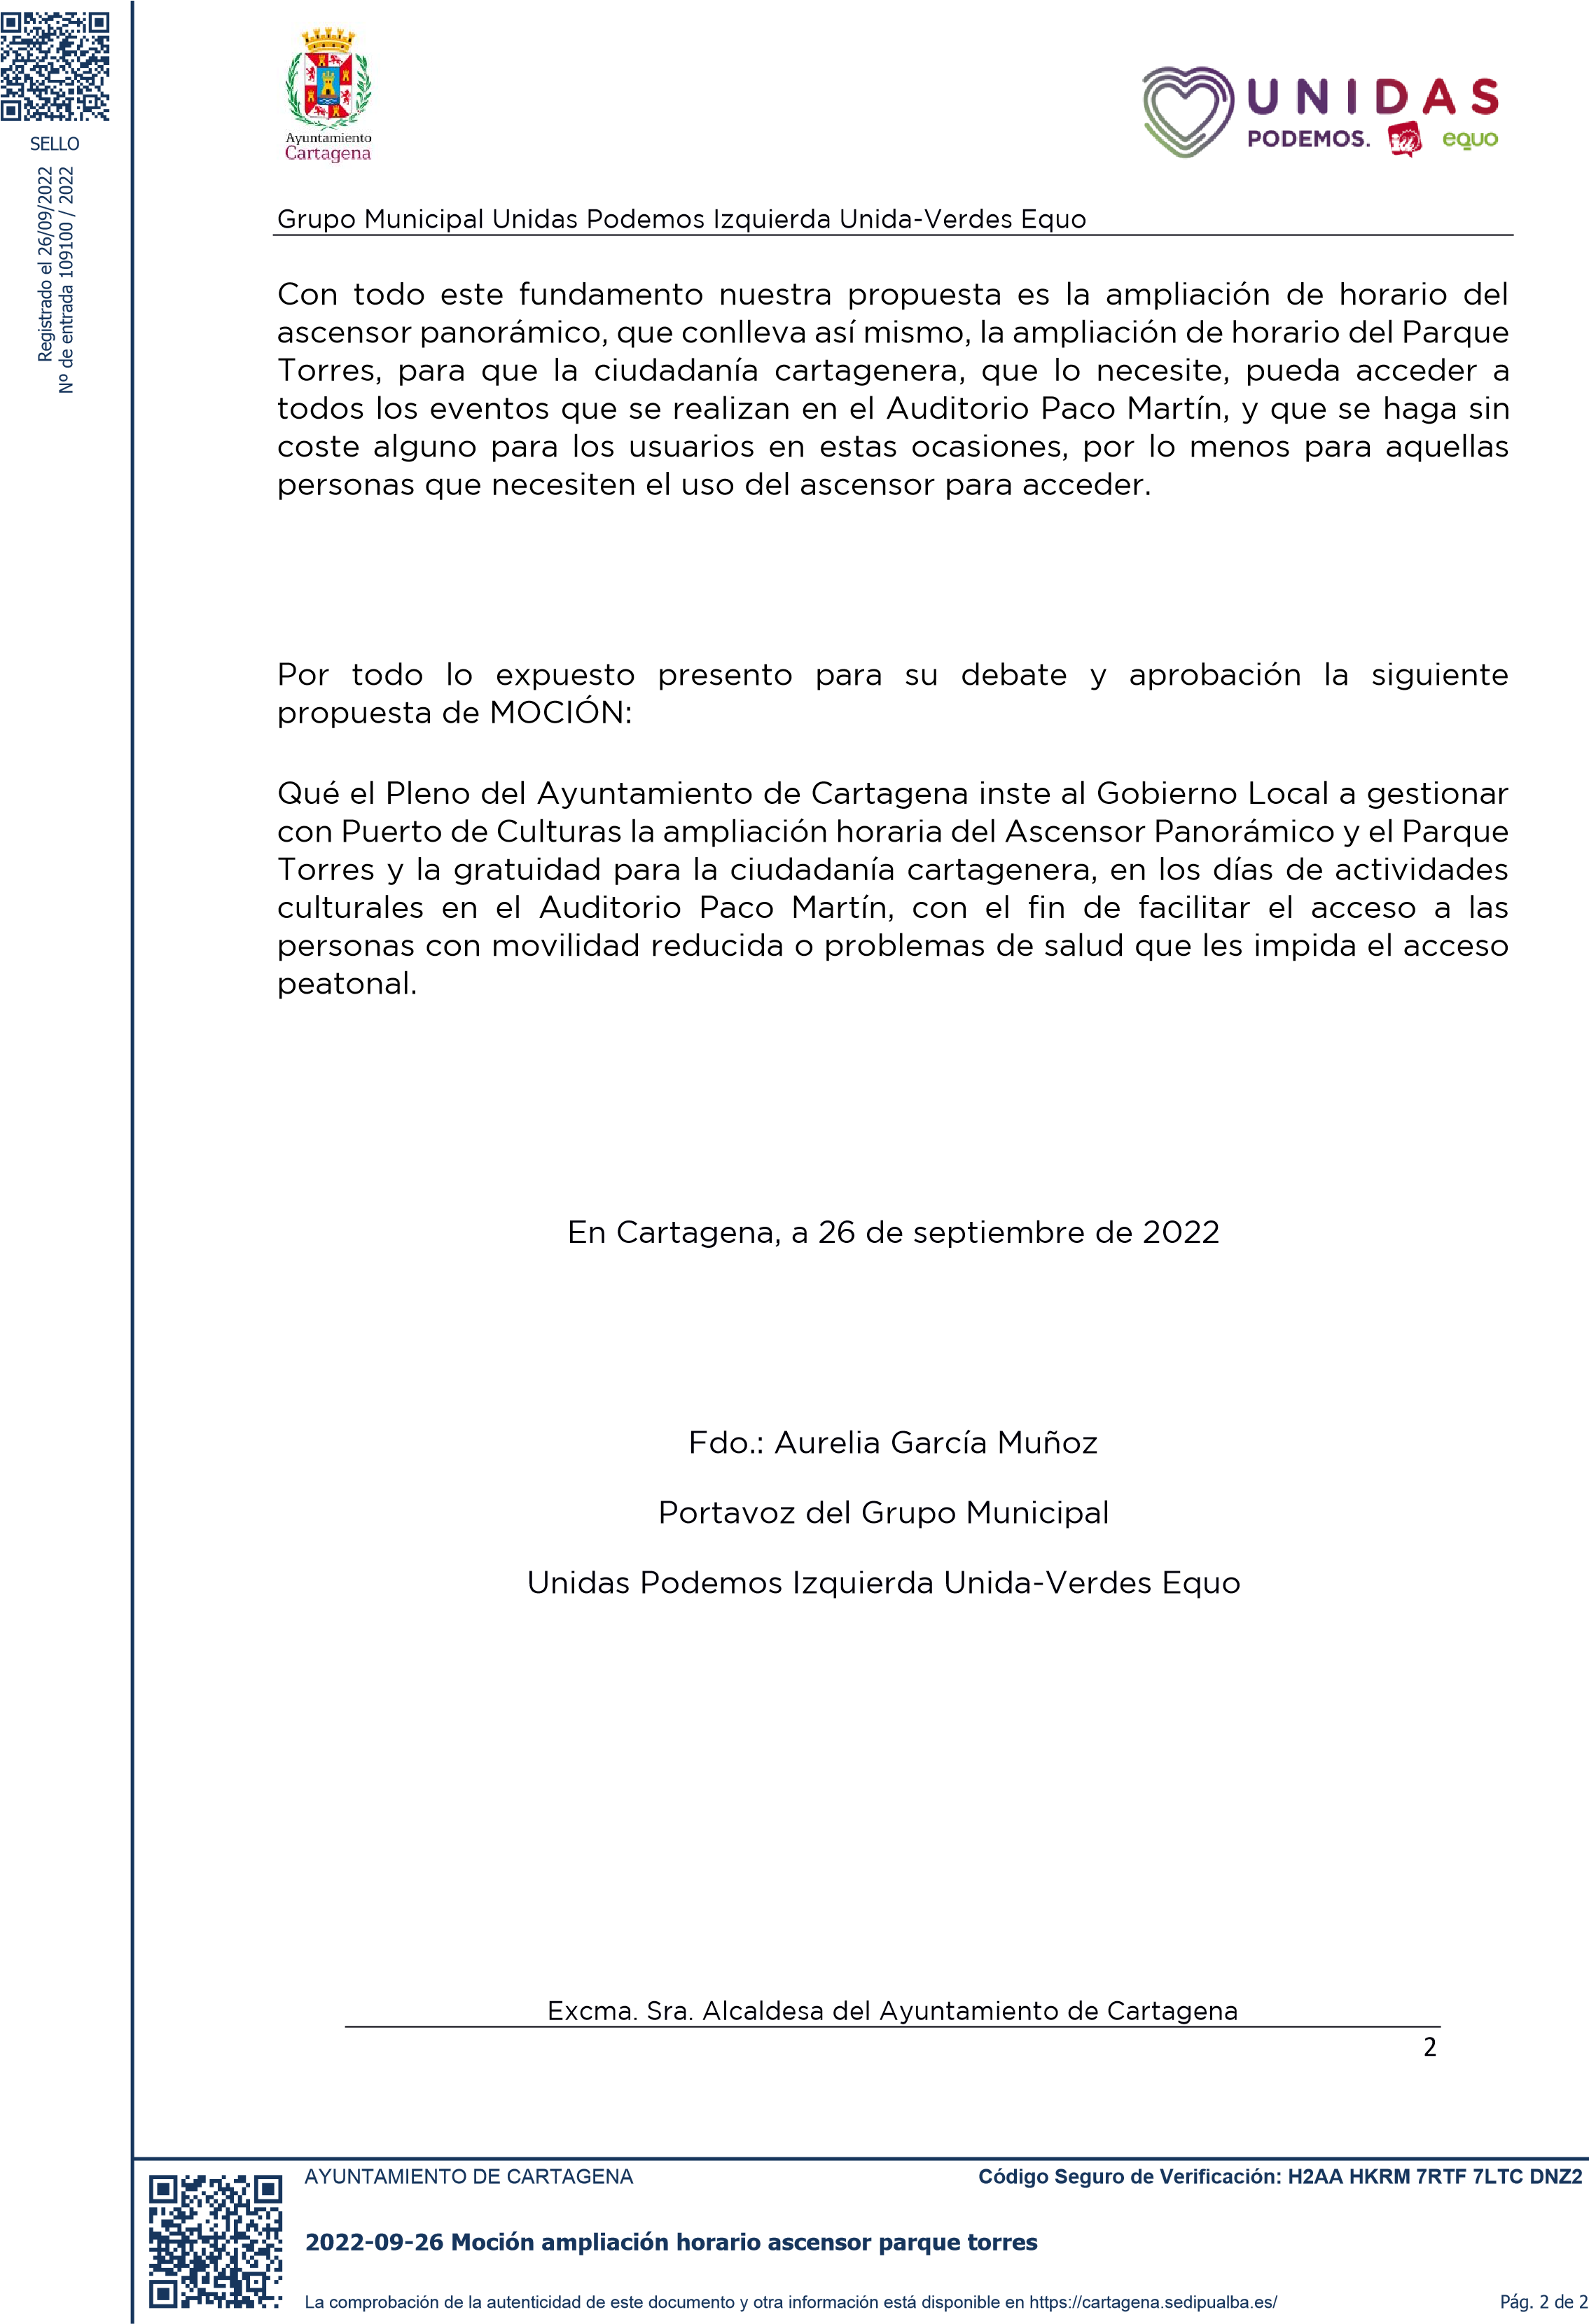 SELLO
Registrado el 26/09/2022
Nº de entrada 109100 / 2022
Ayuntamiento
Cartagena
UNIDAS
PODEMOS. equo
Grupo Municipal Unidas Podemos Izquierda Unida-Verdes Equo
Con todo este fundamento nuestra propuesta es la ampliación de horario del
ascensor panorámico, que conlleva así mismo, la ampliación de horario del Parque
Torres, para que la ciudadanía cartagenera, que lo necesite, pueda acceder a
todos los eventos que se realizan en el Auditorio Paco Martín, y que se haga sin
coste alguno para los usuarios en estas ocasiones, por lo menos para aquellas
personas que necesiten el uso del ascensor para acceder.
Por todo lo expuesto presento para su debate y aprobación la siguiente
propuesta de MOCIÓN:
Qué el Pleno del Ayuntamiento de Cartagena inste al Gobierno Local a gestionar
con Puerto de Culturas la ampliación horaria del Ascensor Panorámico y el Parque
Torres y la gratuidad para la ciudadanía cartagenera, en los días de actividades
culturales en el Auditorio Paco Martín, con el fin de facilitar el acceso a las
personas con movilidad reducida o problemas de salud que les impida el acceso
peatonal.
En Cartagena, a 26 de septiembre de 2022
Fdo.: Aurelia García Muñoz
Portavoz del Grupo Municipal
Unidas Podemos Izquierda Unida-Verdes Equo
Excma. Sra. Alcaldesa del Ayuntamiento de Cartagena
2
AYUNTAMIENTO DE CARTAGENA
Código Seguro de Verificación: H2AA HKRM 7RTF 7LTC DNZ2
2022-09-26 Moción ampliación horario ascensor parque torres
La comprobación de la autenticidad de este documento y otra información está disponible en https://cartagena.sedipualba.es/
Pág. 2 de 2